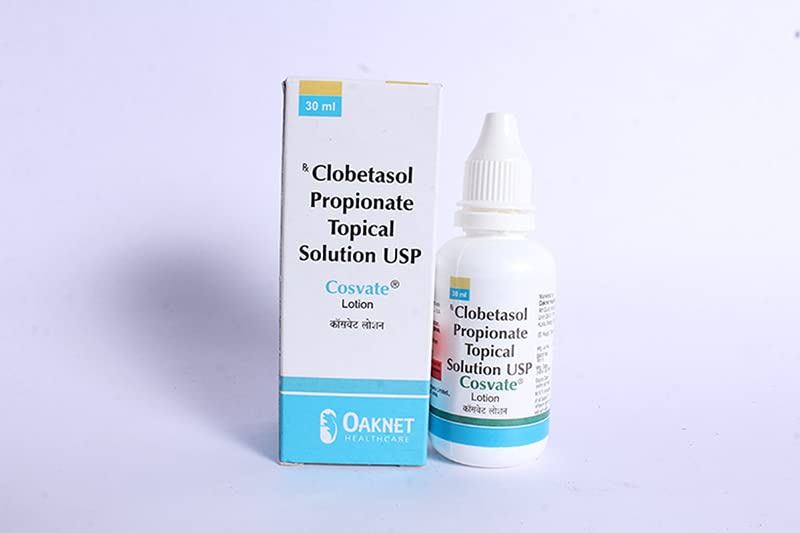 30 ml
℞ Clobetasol
Propionate
Topical
Solution USP
Cosvate®
Lotion
कॉसवेट लोशन
OAKNET
HEALTHCARE
30 ml
℞ Clobetasol
Propionate
Topical
Solution USP
Cosvate®
Lotion
कॉसवेट लोशन